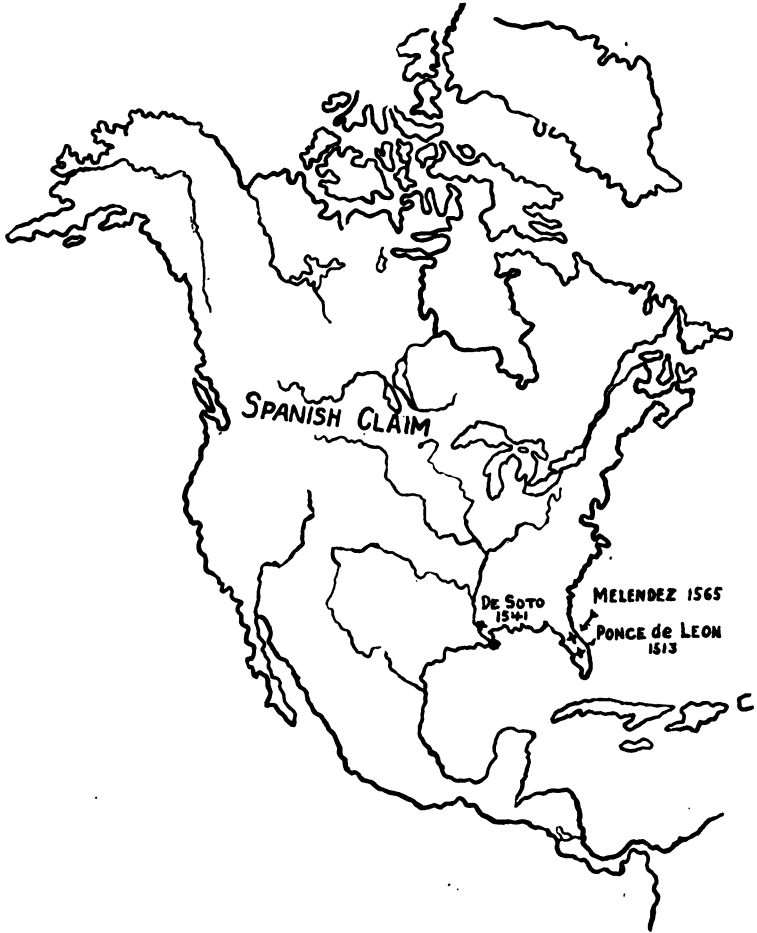 SPANISH CLAIM
DE SOTO
1541
MELENDEZ 1565
PONCE de LEON
1513
C